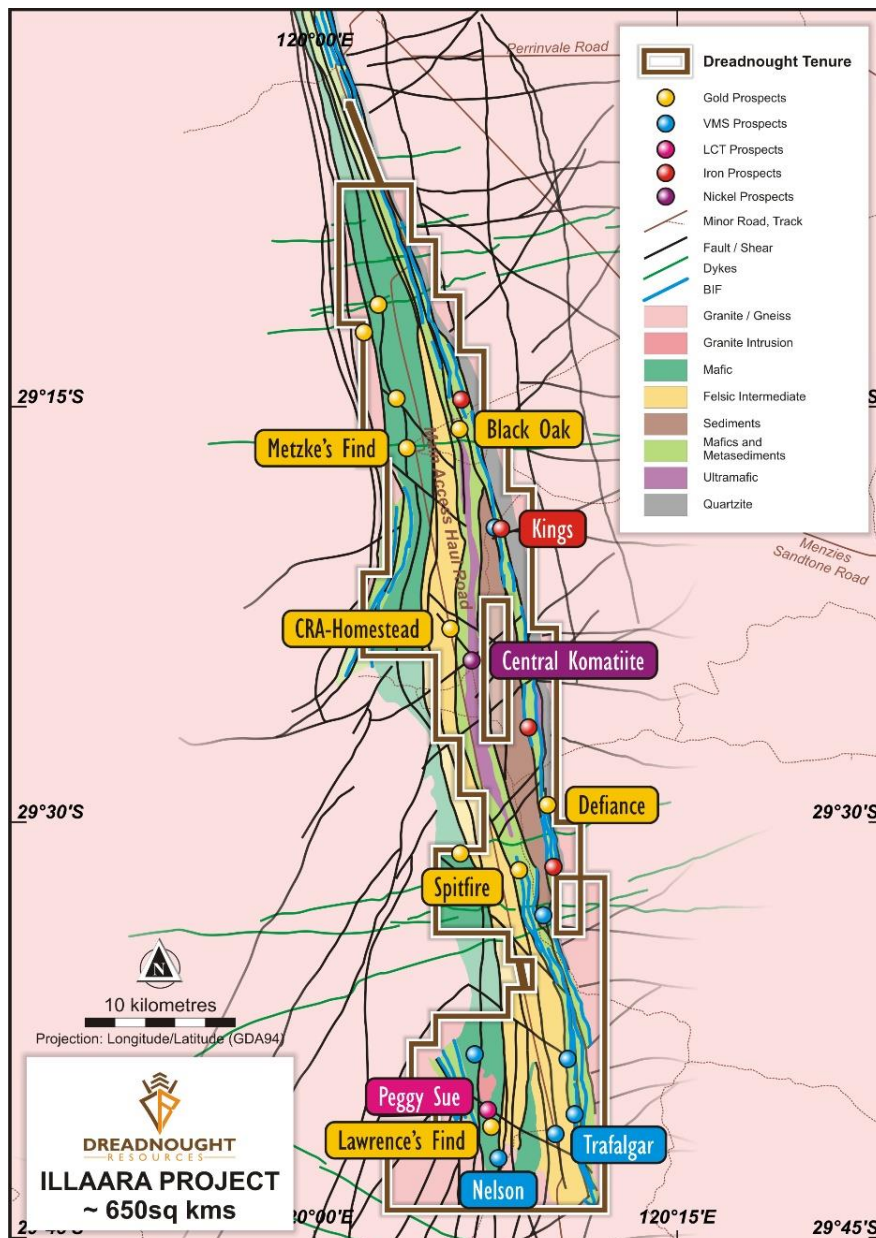 120°00'E
Perrinvale Road
Dreadnought Tenure
Gold Prospects
VMS Prospects
LCT Prospects
Iron Prospects
Nickel Prospects
Minor Road, Track
Fault / Shear
Dykes
BIF
Granite / Gneiss
Granite Intrusion
Mafic
Felsic Intermediate
Sediments
Mafics and
Metasediments
Ultramafic
Quartzite
29°15'S
Black Oak
Metzke's Find
Main Access Haul Road
Kings
Menzies
Sandtone Road
CRA-Homestead
Central Komatiite
Defiance
29°30'S
29°30'S
Spitfire
N
10 kilometres
Projection: Longitude/Latitude (GDA94)
Peggy Sue
Lawrence's Find
Trafalgar
Nelson
DREADNOUGHT
RESOURCES
ILLAARA PROJECT
~ 650sq kms
120°15'E
29°45'S